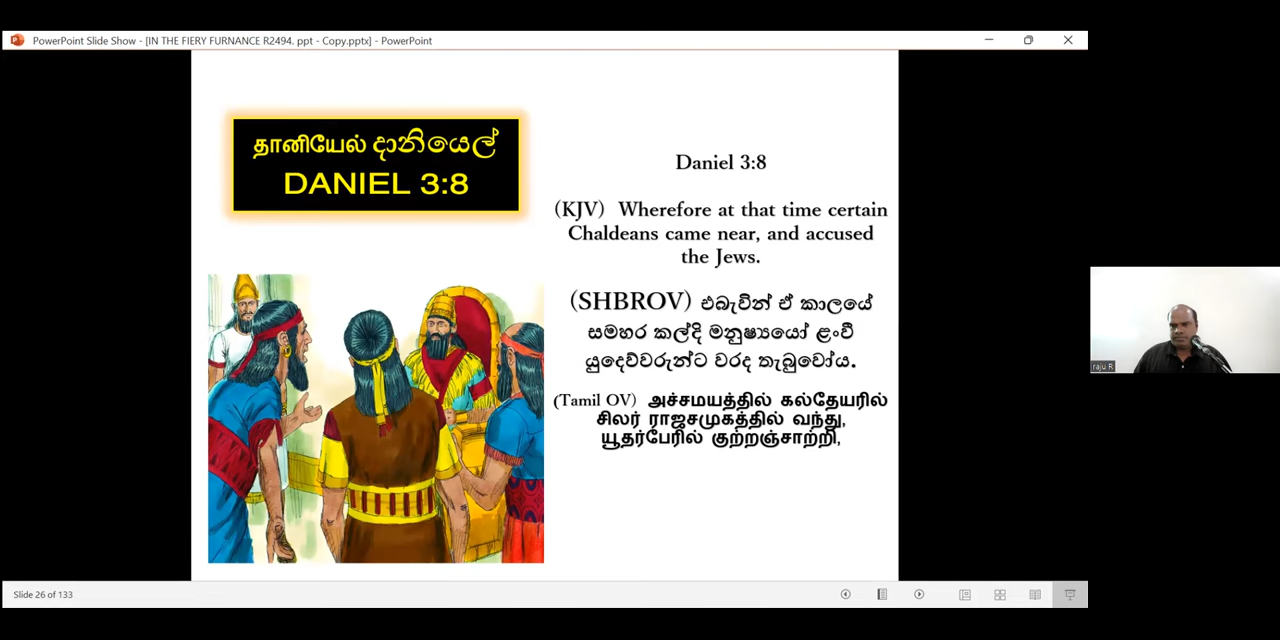 PowerPoint Slide Show - [IN THE FIERY FURNANCE R2494. ppt - Copy.pptx] - PowerPoint
தானியேல் දානියෙල්
DANIEL 3:8
Daniel 3:8
(KJV) Wherefore at that time certain
Chaldeans came near, and accused
the Jews.
(SHBROV) එබැවින් ඒ කාලයේ
සමහර කල්දි මනුෂ්‍යයෝ ළංවී
යුදෙව්වරුන්ට වරද තැබුවෝය.
(Tamil OV) அச்சமயத்தில் கல்தேயரில்
சிலர் ராஜசமுகத்தில் வந்து,
யூதர்பேரில் குற்றஞ்சாற்றி,
raju R
Slide 26 of 133